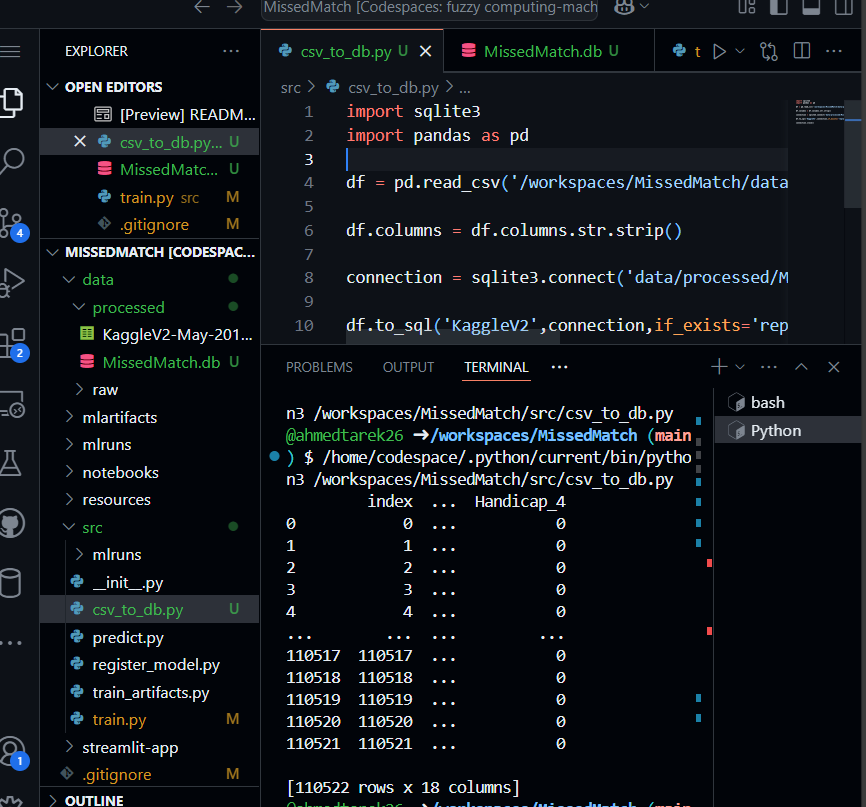 MissedMatch [Codespaces: fuzzy computing-mach
EXPLORER
OPEN EDITORS
[Preview] READM...
csv_to_db.py... U
MissedMatc... U
train.py src M
.gitignore M
MISSEDMATCH [CODESPAC...
data
processed
KaggleV2-May-201...
MissedMatch.db U
raw
mlartifacts
mlruns
notebooks
resources
src
mlruns
__init__.py
csv_to_db.py U
predict.py
register_model.py
train_artifacts.py
train.py M
streamlit-app
.gitignore M
OUTLINE
4
2
1
csv_to_db.py U
MissedMatch.db U
t
src > csv_to_db.py > ...
1 import sqlite3
2 import pandas as pd
3
4 df = pd.read_csv('/workspaces/MissedMatch/data
5
6 df.columns = df.columns.str.strip()
7
8 connection = sqlite3.connect('data/processed/M
9
10 df.to_sql('KaggleV2',connection,if_exists='rep
PROBLEMS OUTPUT TERMINAL ...
n3 /workspaces/MissedMatch/src/csv_to_db.py
@ahmedtarek26 ➜/workspaces/MissedMatch (main
) $ /home/codespace/.python/current/bin/pytho
n3 /workspaces/MissedMatch/src/csv_to_db.py
index ... Handicap_4
0 0 ... 0
1 1 ... 0
2 2 ... 0
3 3 ... 0
4 4 ... 0
... ... ... ...
110517 110517 ... 0
110518 110518 ... 0
110519 110519 ... 0
110520 110520 ... 0
110521 110521 ... 0
[110522 rows x 18 columns]
@ahmedtarek26 ➜/workspaces/MissedMatch (main
bash
Python